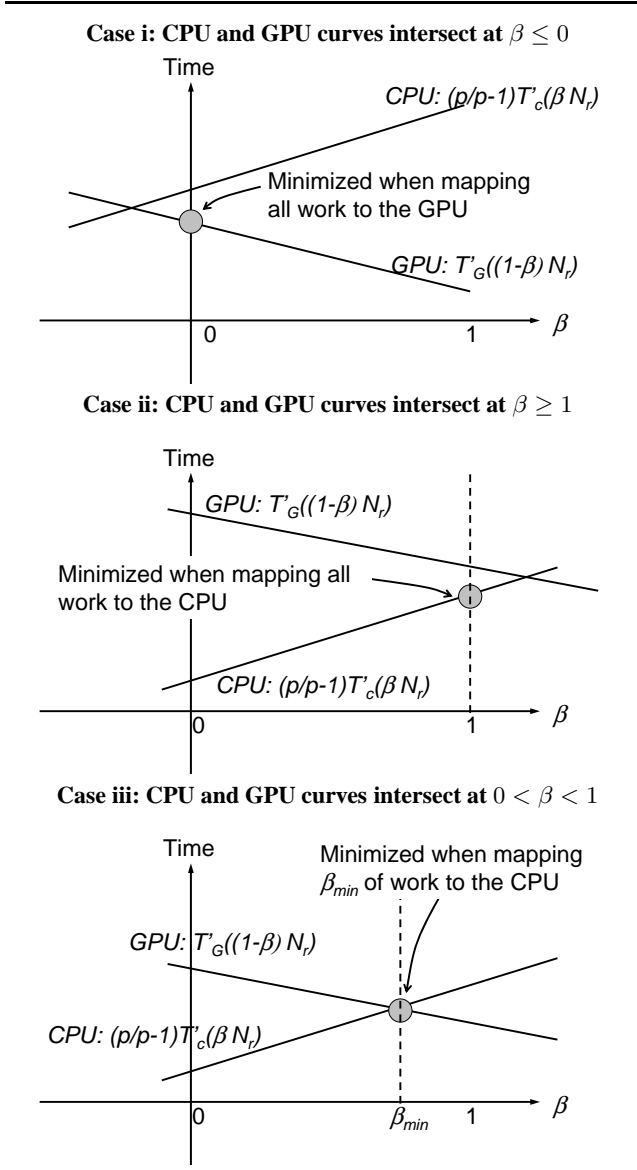 Case i: CPU and GPU curves intersect at β ≤ 0
Time
CPU: (p/p-1)T'c(β Nr)
Minimized when mapping
all work to the GPU
GPU: T'G((1-β) Nr)
0
1
β
Case ii: CPU and GPU curves intersect at β ≥ 1
Time
GPU: T'G((1-β) Nr)
Minimized when mapping all
work to the CPU
CPU: (p/p-1)T'c(β Nr)
0
1
β
Case iii: CPU and GPU curves intersect at 0 < β < 1
Time
Minimized when mapping
βmin of work to the CPU
GPU: T'G((1-β) Nr)
CPU: (p/p-1)T'c(β Nr)
0
βmin
1
β